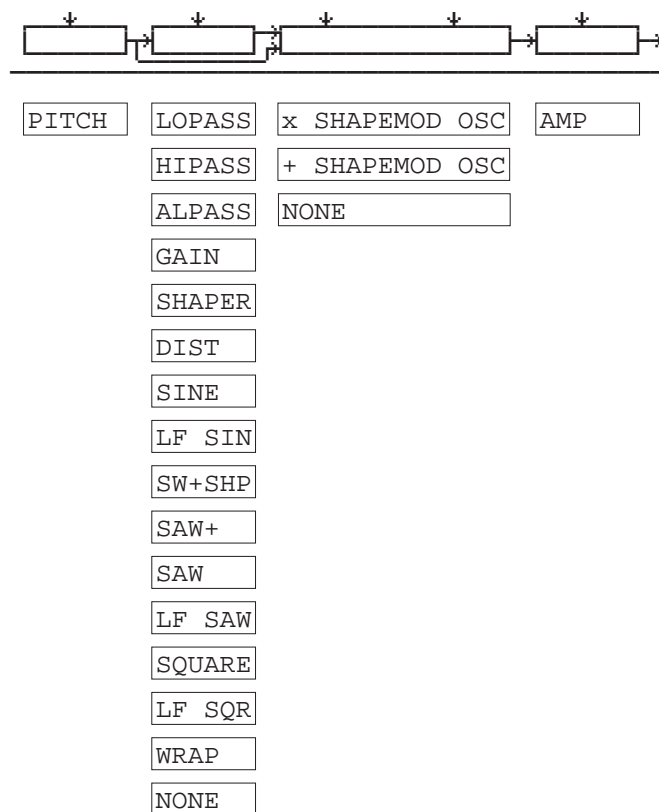 PITCH LOPASS x SHAPEMOD OSC AMP
HIPASS + SHAPEMOD OSC
ALPASS NONE
GAIN
SHAPER
DIST
SINE
LF SIN
SW+SHP
SAW+
SAW
LF SAW
SQUARE
LF SQR
WRAP
NONE